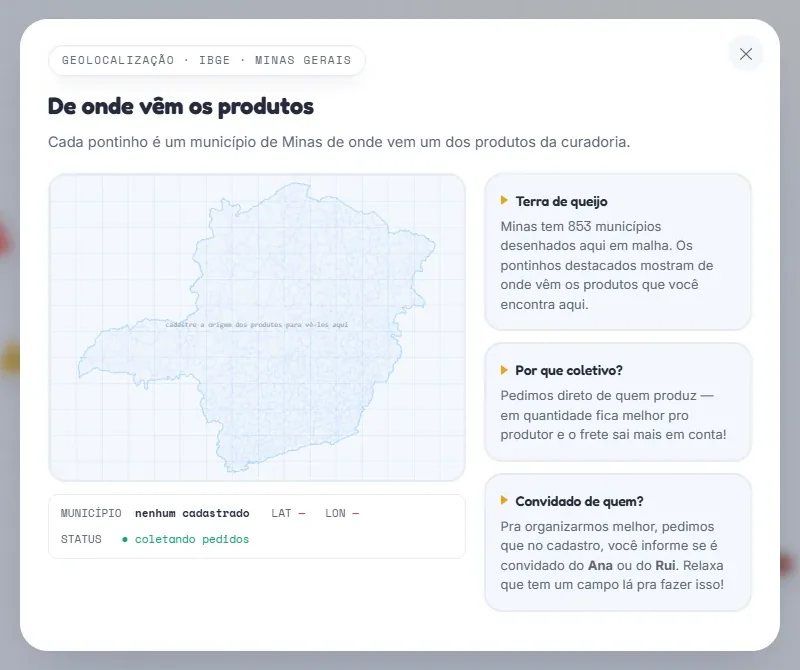 GEOLOCALIZAÇÃO · IBGE · MINAS GERAIS
De onde vêm os produtos
Cada pontinho é um município de Minas de onde vem um dos produtos da curadoria.
cadastre a origem dos produtos para vê-los aqui
MUNICÍPIO nenhum cadastrado LAT — LON —
STATUS ● coletando pedidos
Terra de queijo
Minas tem 853 municípios
desenhados aqui em malha. Os
pontinhos destacados mostram de
onde vêm os produtos que você
encontra aqui.
Por que coletivo?
Pedimos direto de quem produz —
em quantidade fica melhor pro
produtor e o frete sai mais em conta!
Convidado de quem?
Pra organizarmos melhor, pedimos
que no cadastro, você informe se é
convidado do Ana ou do Rui. Relaxa
que tem um campo lá pra fazer isso!